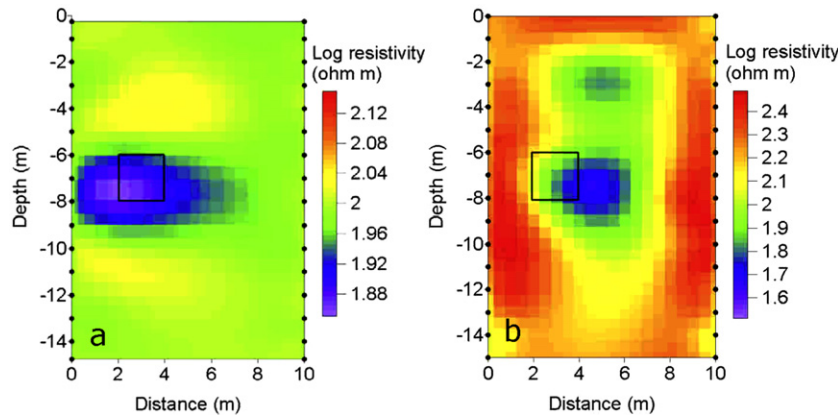 0
-2
-4
-6
-8
-10
-12
-14
Depth (m)
0 2 4 6 8 10
Distance (m)
a
Log resistivity
(ohm m)
2.12
2.08
2.04
2
1.96
1.92
1.88
0
-2
-4
-6
-8
-10
-12
-14
Depth (m)
0 2 4 6 8 10
Distance (m)
b
Log resistivity
(ohm m)
2.4
2.3
2.2
2.1
2
1.9
1.8
1.7
1.6